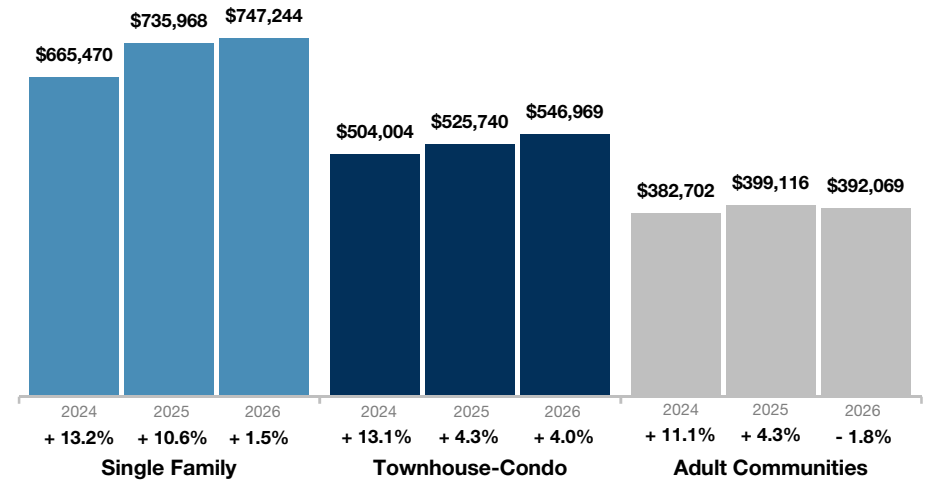 $665,470 $735,968 $747,244
$504,004 $525,740 $546,969
$382,702 $399,116 $392,069
2024 2025 2026 2024 2025 2026 2024 2025 2026
+ 13.2% + 10.6% + 1.5% + 13.1% + 4.3% + 4.0% + 11.1% + 4.3% - 1.8%
Single Family Townhouse-Condo Adult Communities